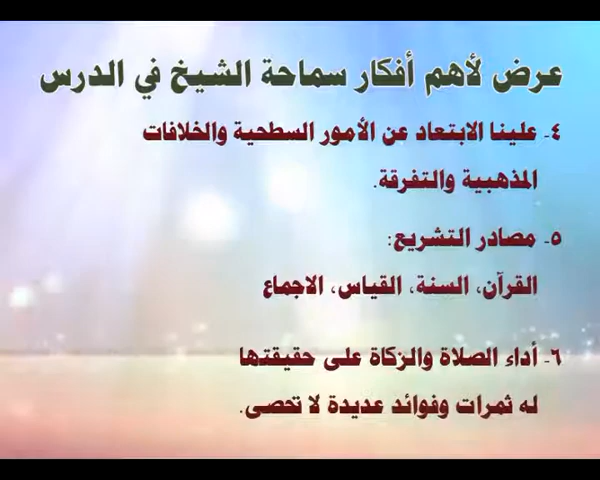 عرض لأهم أفكار سماحة الشيخ في الدرس
٤- علينا الابتعاد عن الأمور السطحية والخلافات
المذهبية والتفرقة.
٥- مصادر التشريع:
القرآن، السنة، القياس، الاجماع
٦- أداء الصلاة والزكاة على حقيقتها
له ثمرات وفوائد عديدة لا تحصى.